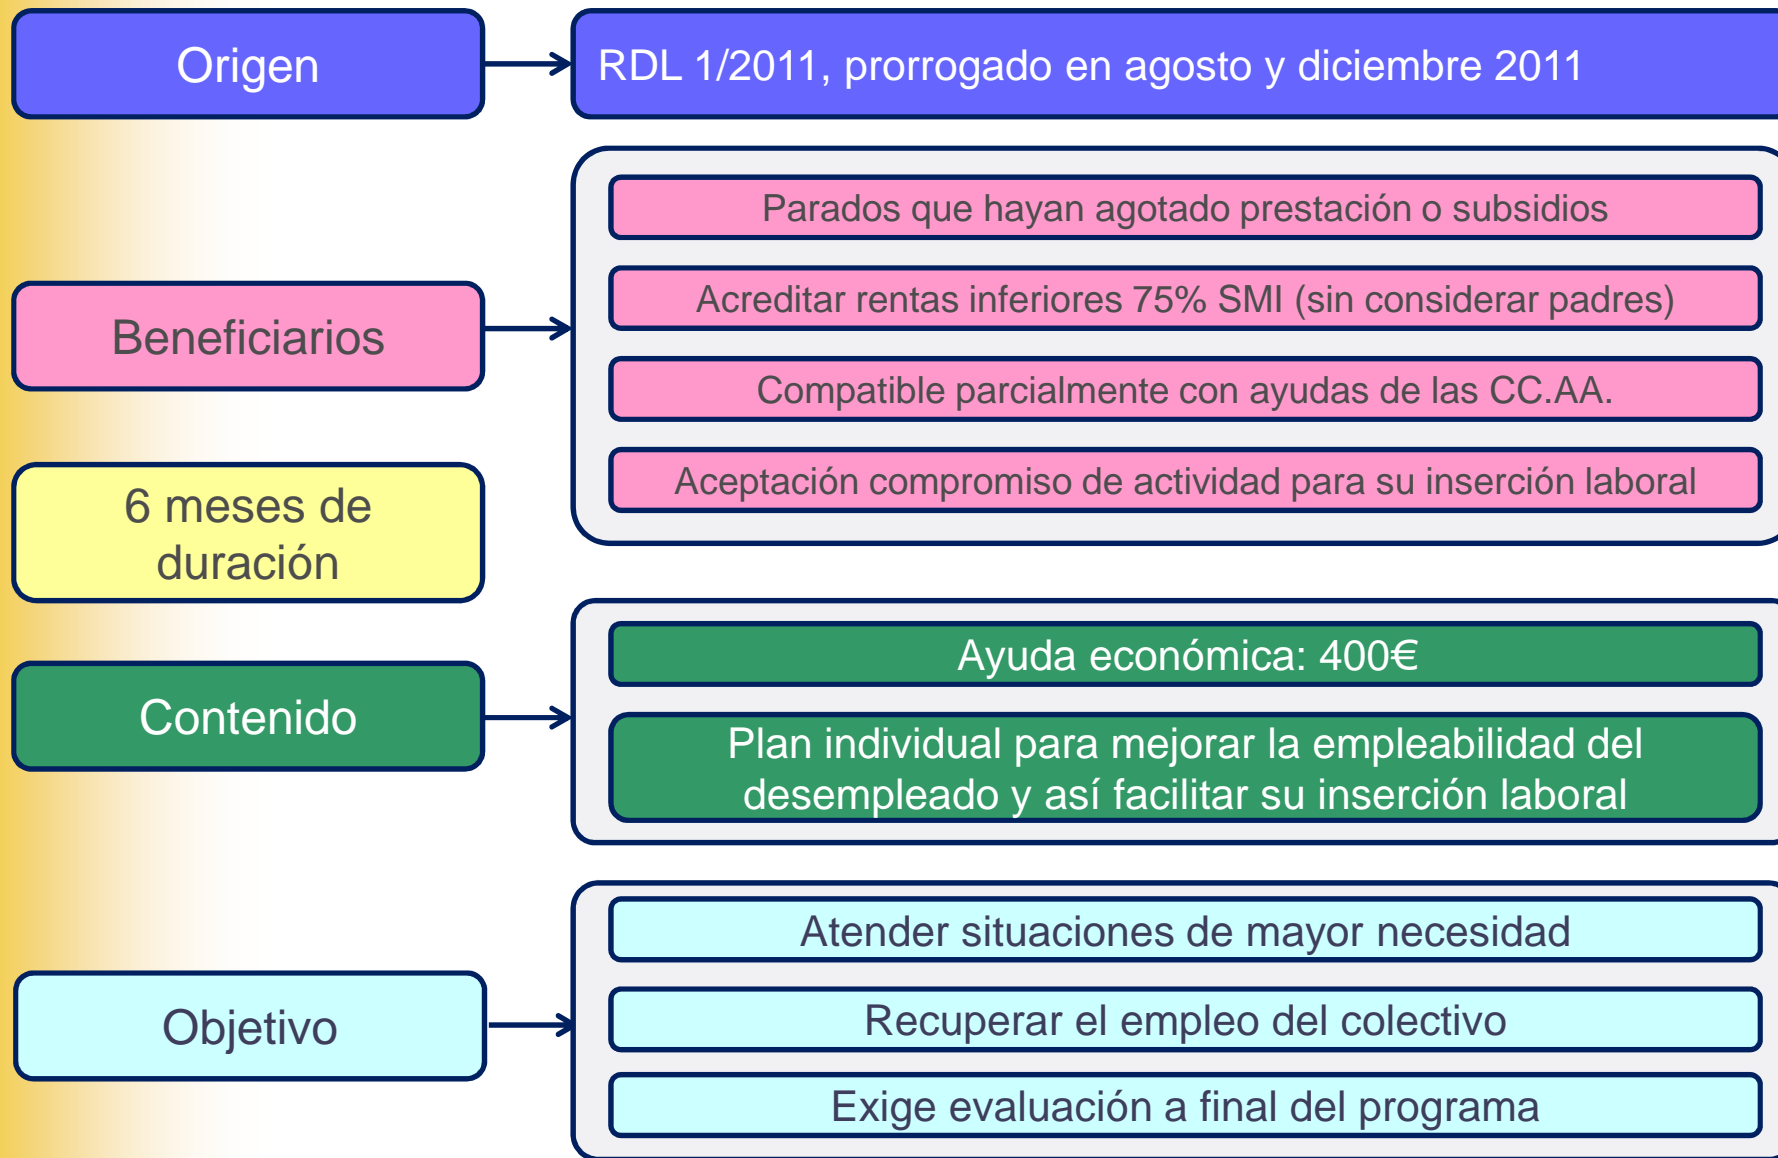 Origen
RDL 1/2011, prorrogado en agosto y diciembre 2011
Beneficiarios
Parados que hayan agotado prestación o subsidios
Acreditar rentas inferiores 75% SMI (sin considerar padres)
Compatible parcialmente con ayudas de las CC.AA.
Aceptación compromiso de actividad para su inserción laboral
6 meses de
duración
Contenido
Ayuda económica: 400€
Plan individual para mejorar la empleabilidad del
desempleado y así facilitar su inserción laboral
Objetivo
Atender situaciones de mayor necesidad
Recuperar el empleo del colectivo
Exige evaluación a final del programa